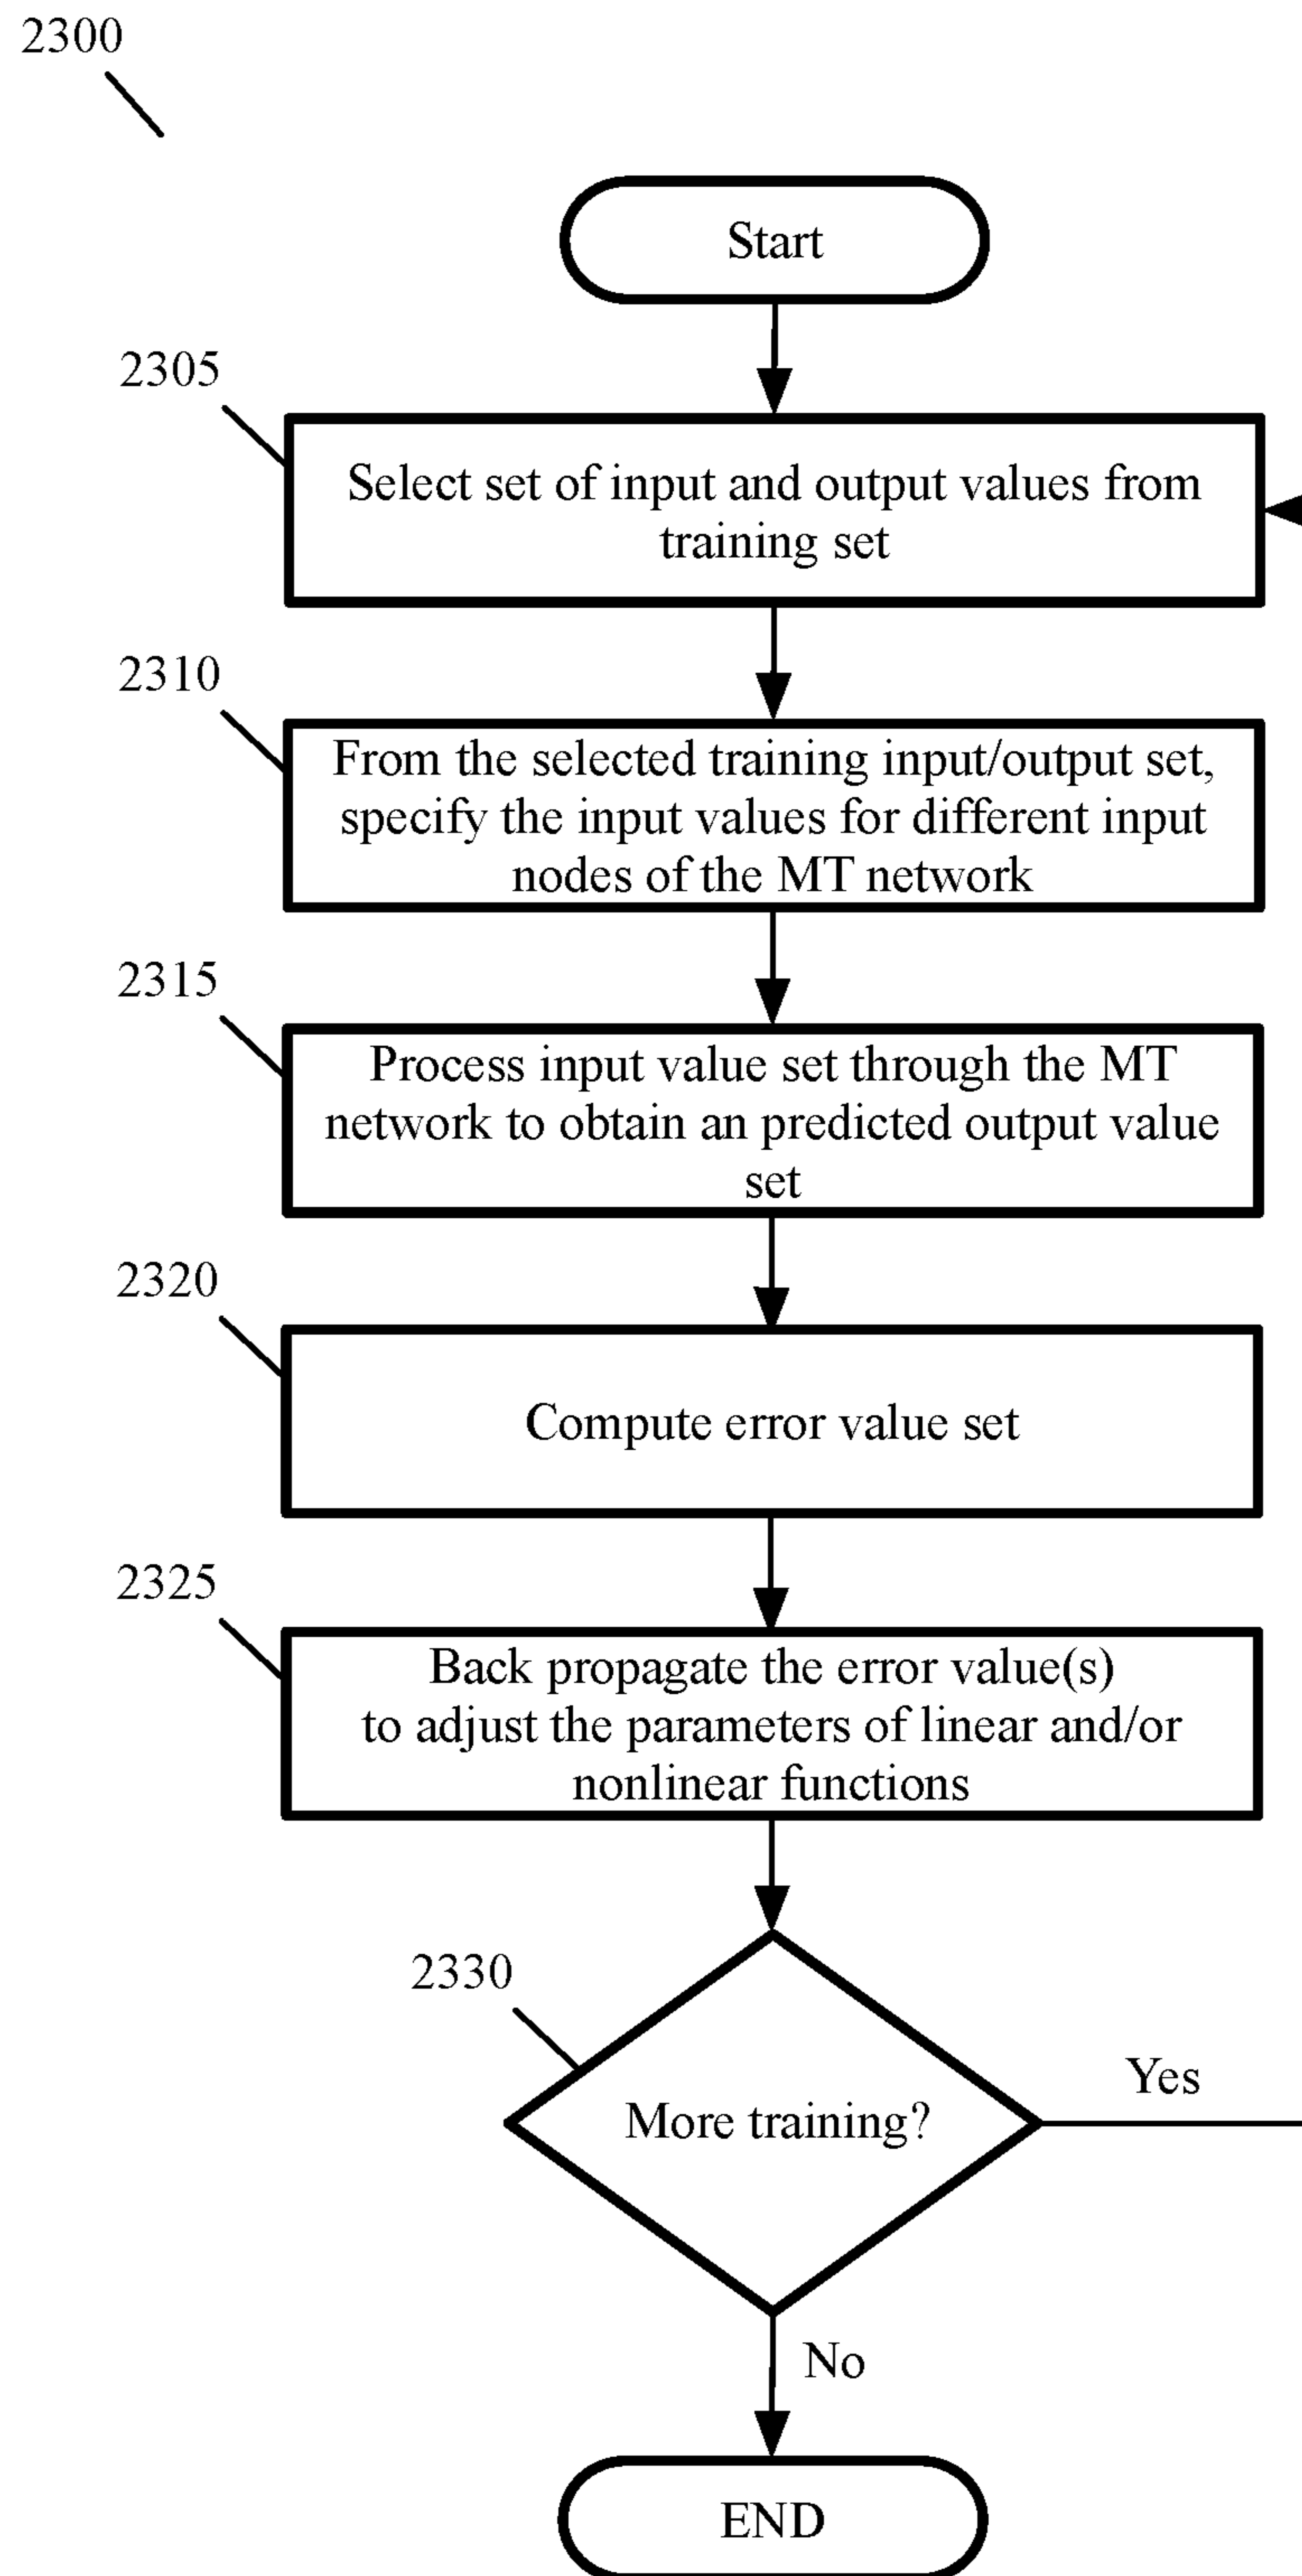 2300
Start
2305
Select set of input and output values from
training set
2310
From the selected training input/output set,
specify the input values for different input
nodes of the MT network
2315
Process input value set through the MT
network to obtain an predicted output value
set
2320
Compute error value set
2325
Back propagate the error value(s)
to adjust the parameters of linear and/or
nonlinear functions
2330
More training?
Yes
No
END